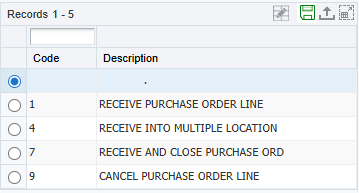 Records 1 - 5
Code Description
.
1 RECEIVE PURCHASE ORDER LINE
4 RECEIVE INTO MULTIPLE LOCATION
7 RECEIVE AND CLOSE PURCHASE ORD
9 CANCEL PURCHASE ORDER LINE